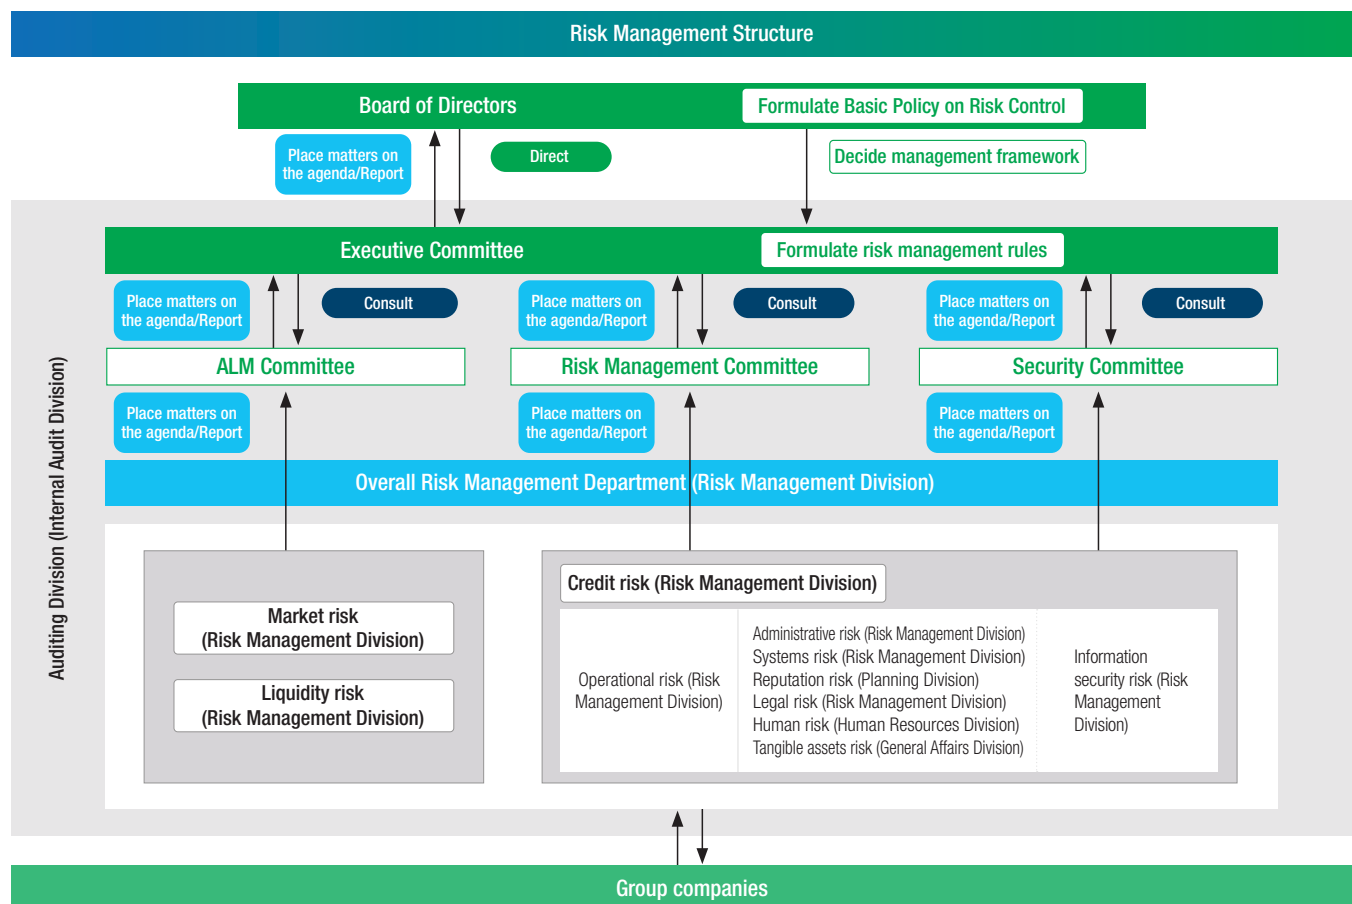 Risk Management Structure
Board of Directors
Formulate Basic Policy on Risk Control
Place matters on
the agenda/Report
Direct
Decide management framework
Executive Committee
Formulate risk management rules
Place matters on
the agenda/Report
Consult
Place matters on
the agenda/Report
Consult
Place matters on
the agenda/Report
Consult
ALM Committee
Risk Management Committee
Security Committee
Place matters on
the agenda/Report
Place matters on
the agenda/Report
Place matters on
the agenda/Report
Auditing Division (Internal Audit Division)
Overall Risk Management Department (Risk Management Division)
Market risk
(Risk Management Division)
Liquidity risk
(Risk Management Division)
Credit risk (Risk Management Division)
Operational risk (Risk
Management Division)
Administrative risk (Risk Management Division)
Systems risk (Risk Management Division)
Reputation risk (Planning Division)
Legal risk (Risk Management Division)
Human risk (Human Resources Division)
Tangible assets risk (General Affairs Division)
Information
security risk (Risk
Management
Division)
Group companies